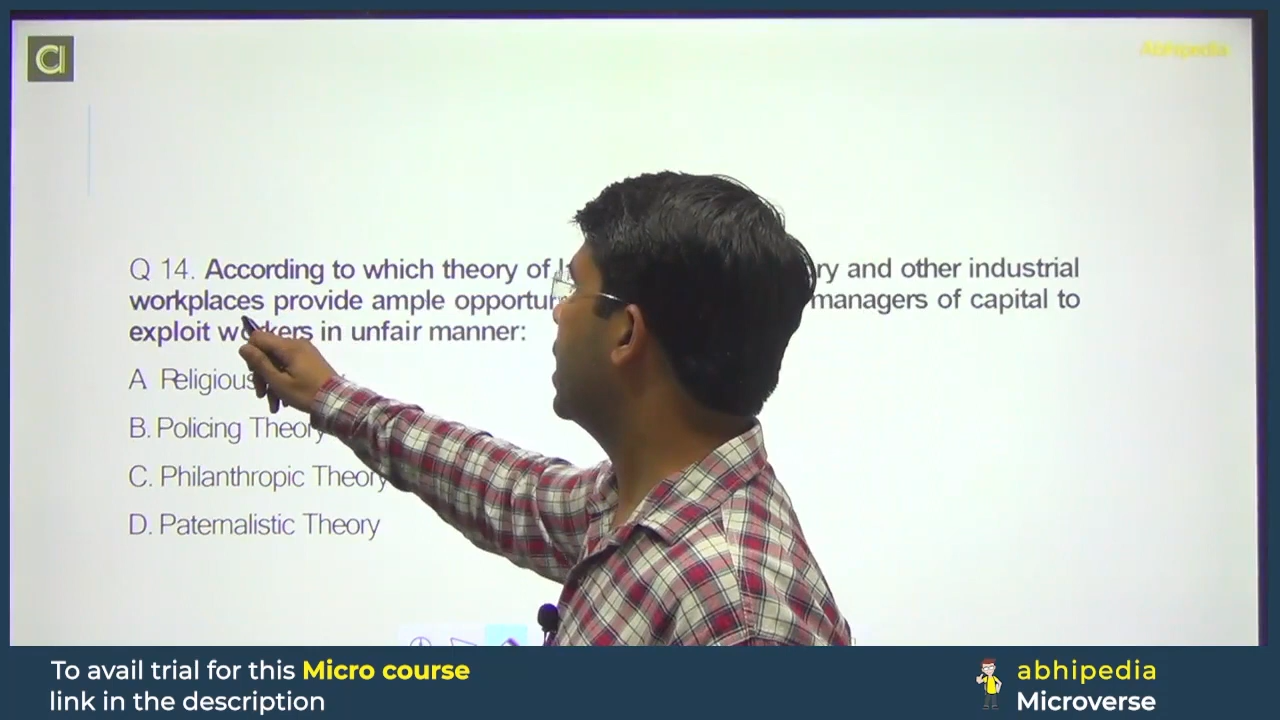 Abhipedia
Q 14. According to which theory of ry and other industrial
workplaces provide ample managers of capital to
exploit workers in unfair manner:
A Religious
B. Policing Theory
C. Philanthropic Theory
D. Paternalistic Theory
To avail trial for this Micro course
link in the description
abhipedia
Microverse